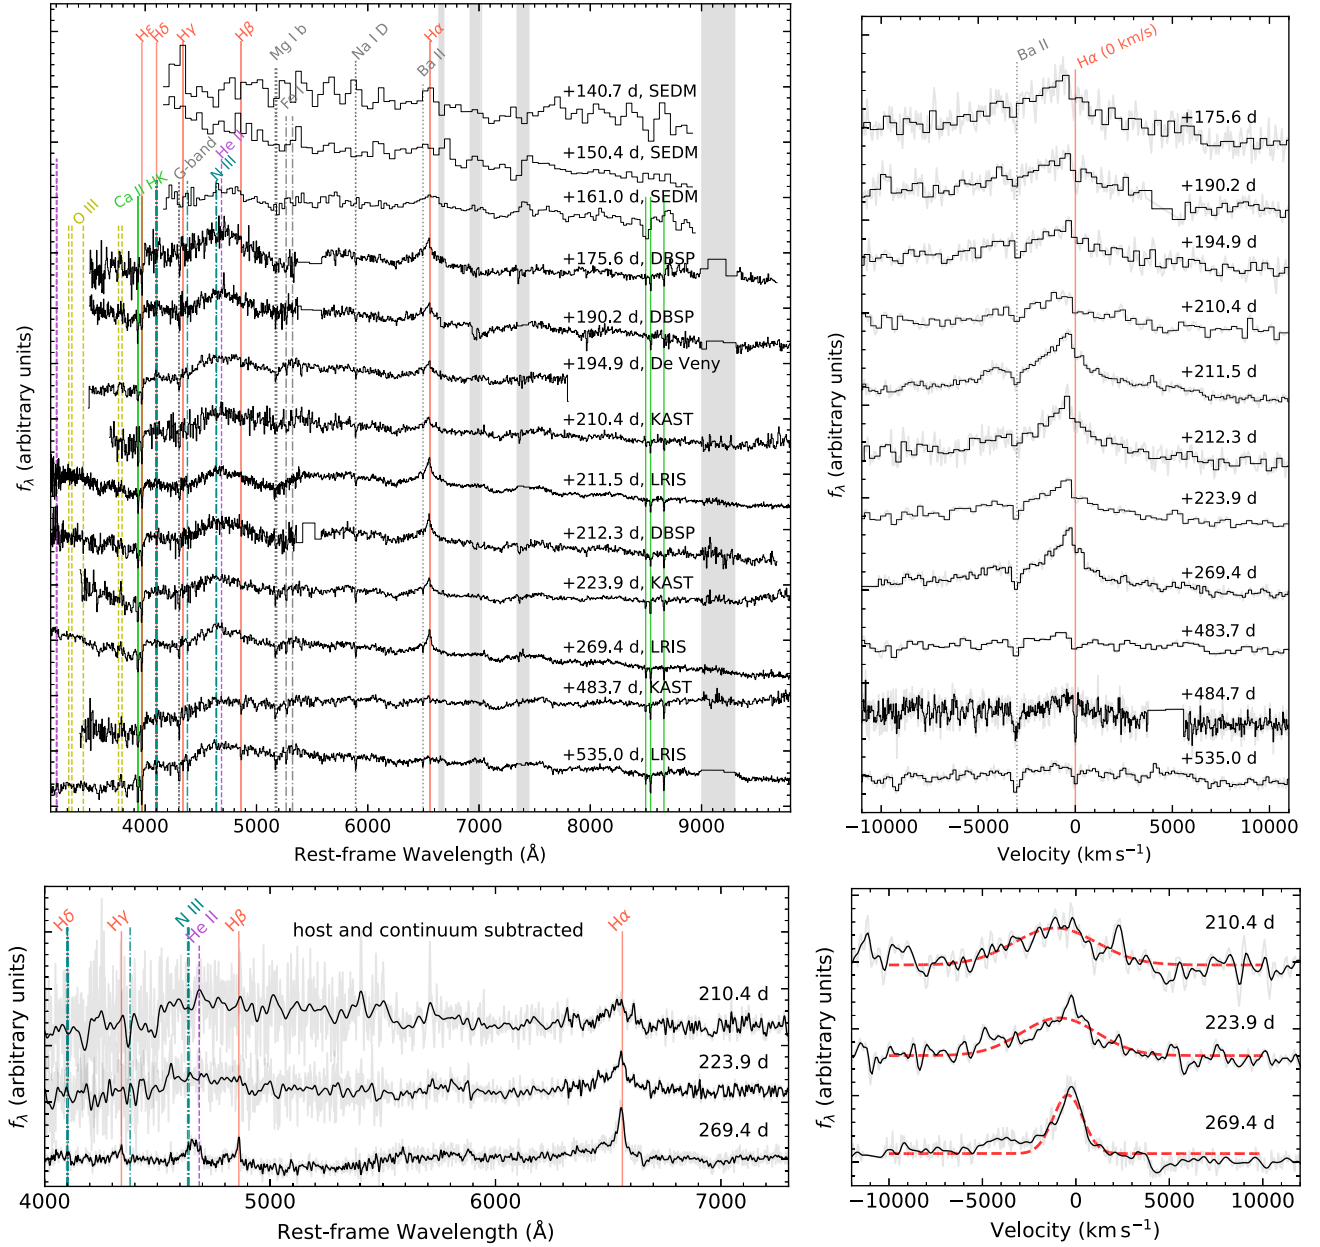 Hε
Hδ
Hγ
Hβ
Mg I b
Fe I
Na I D
Ba II
Hα
O III
Ca II HK
G-band
N III
He II
+140.7 d, SEDM
+150.4 d, SEDM
+161.0 d, SEDM
+175.6 d, DBSP
+190.2 d, DBSP
+194.9 d, De Veny
+210.4 d, KAST
+211.5 d, LRIS
+212.3 d, DBSP
+223.9 d, KAST
+269.4 d, LRIS
+483.7 d, KAST
+535.0 d, LRIS
fλ (arbitrary units)
4000 5000 6000 7000 8000 9000
Rest-frame Wavelength (Å)
Ba II
Hα (0 km/s)
+175.6 d
+190.2 d
+194.9 d
+210.4 d
+211.5 d
+212.3 d
+223.9 d
+269.4 d
+483.7 d
+484.7 d
+535.0 d
fλ (arbitrary units)
−10000 −5000 0 5000 10000
Velocity (km s⁻¹)
Hδ
Hγ
N III
He II
Hβ
host and continuum subtracted
Hα
210.4 d
223.9 d
269.4 d
fλ (arbitrary units)
4000 5000 6000 7000
Rest-frame Wavelength (Å)
210.4 d
223.9 d
269.4 d
fλ (arbitrary units)
−10000 −5000 0 5000 10000
Velocity (km s⁻¹)